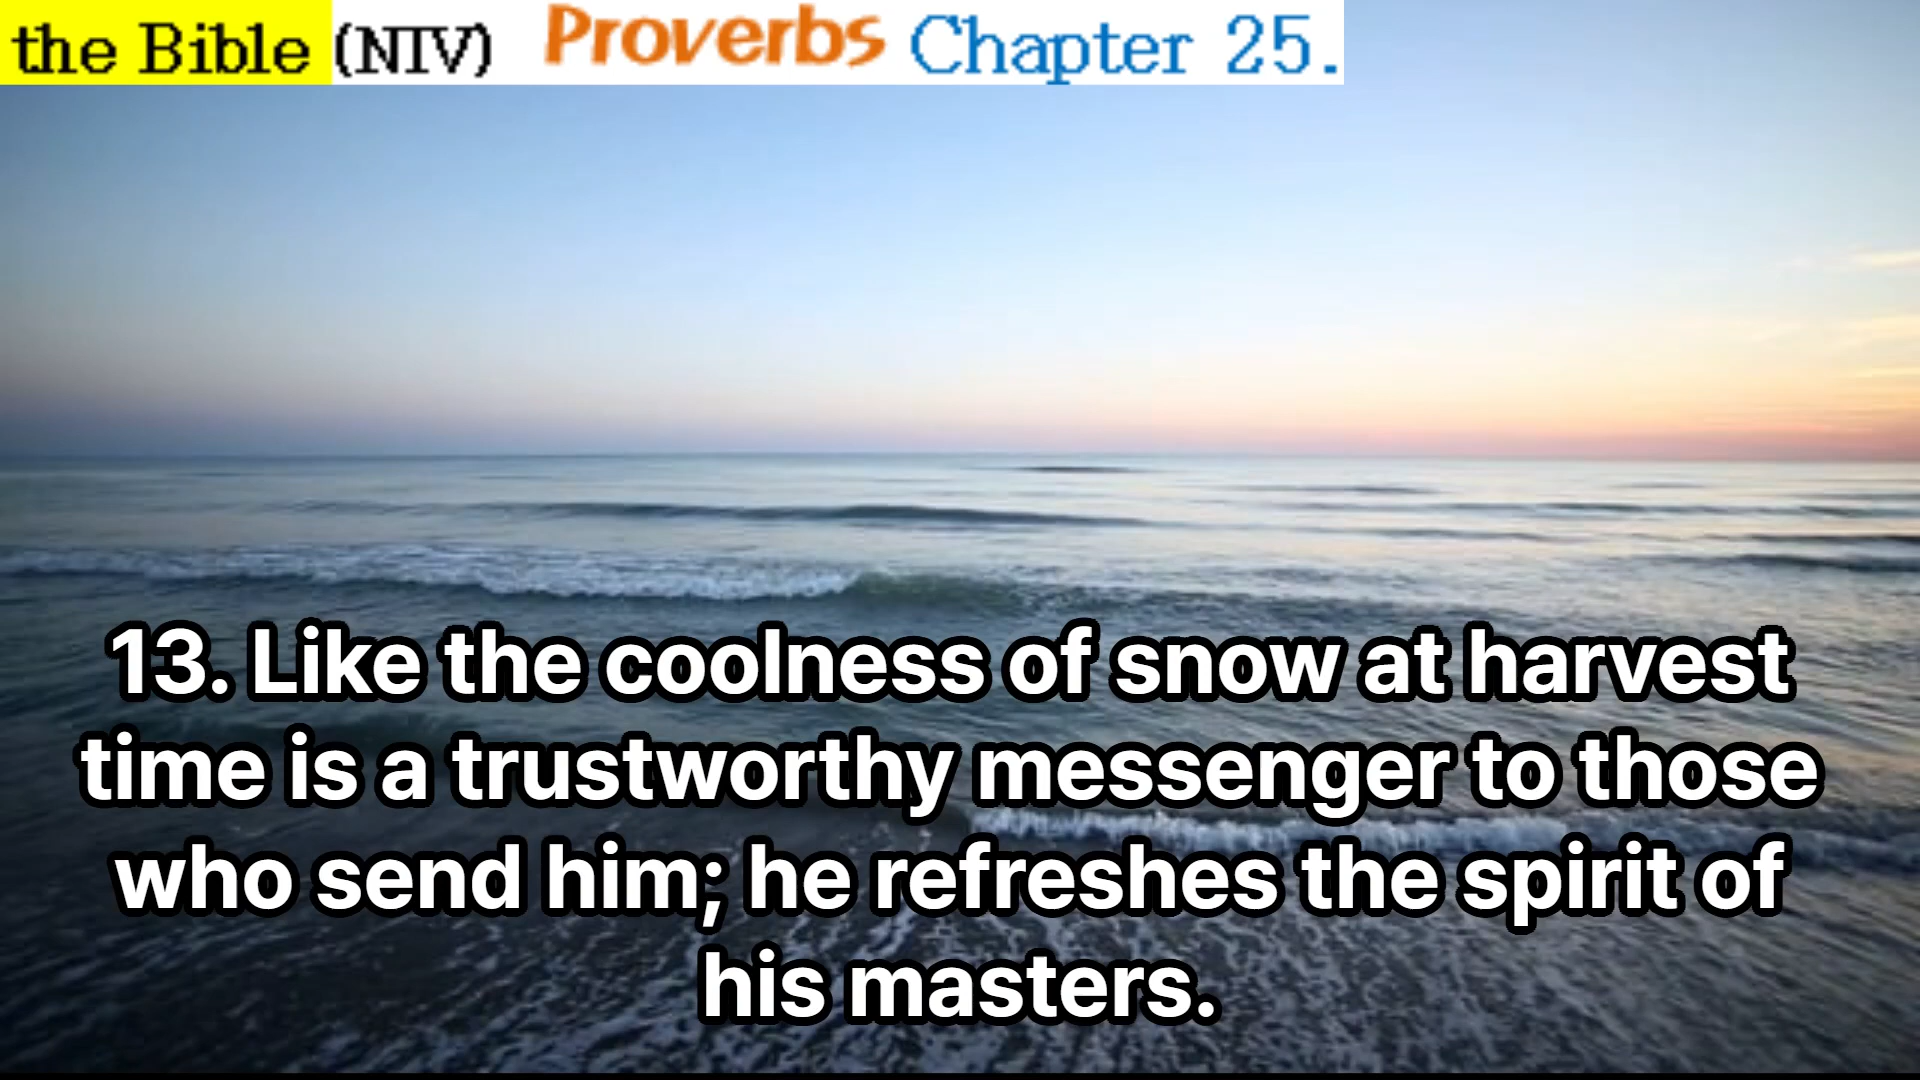 the Bible (NIV) Proverbs Chapter 25.
13. Like the coolness of snow at harvest
time is a trustworthy messenger to those
who send him; he refreshes the spirit of
his masters.